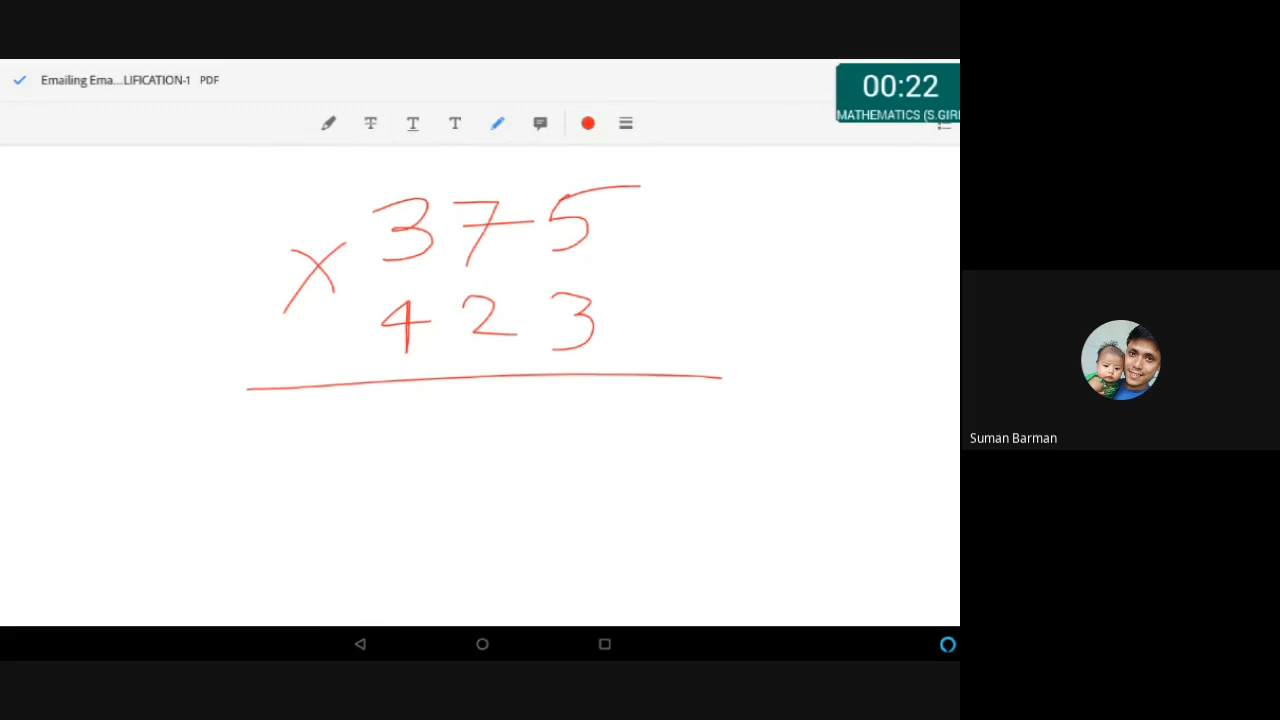 Emailing Ema...LIFICATION-1 PDF
00:22
MATHEMATICS (S.GIRI
T T T
375
×
423
Suman Barman